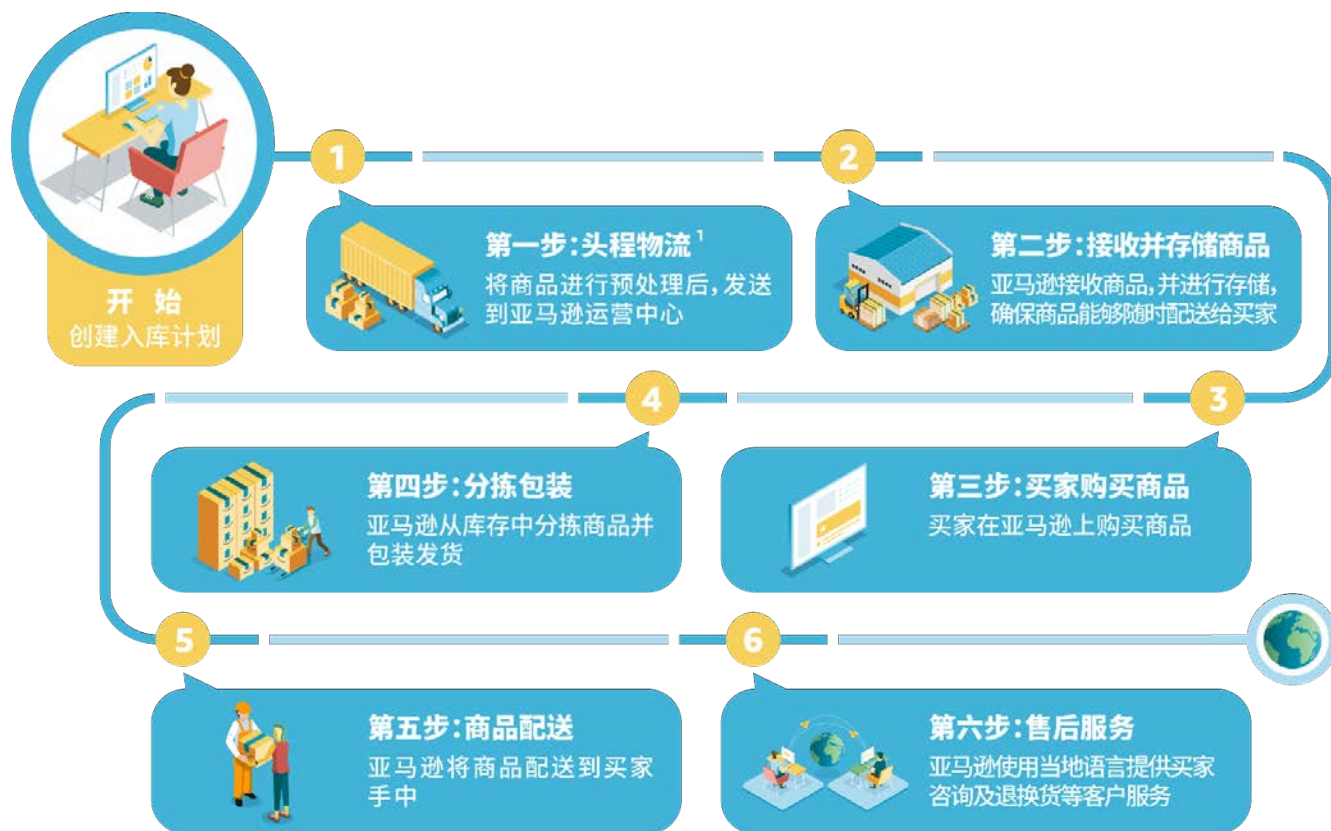 开 始
创建入库计划
1
第一步：头程物流¹
将商品进行预处理后，发送
到亚马逊运营中心
2
第二步：接收并存储商品
亚马逊接收商品，并进行存储，
确保商品能够随时配送给买家
3
第三步：买家购买商品
买家在亚马逊上购买商品
4
第四步：分拣包装
亚马逊从库存中分拣商品并
包装发货
5
第五步：商品配送
亚马逊将商品配送到买家
手中
6
第六步：售后服务
亚马逊使用当地语言提供买家
咨询及退换货等客户服务